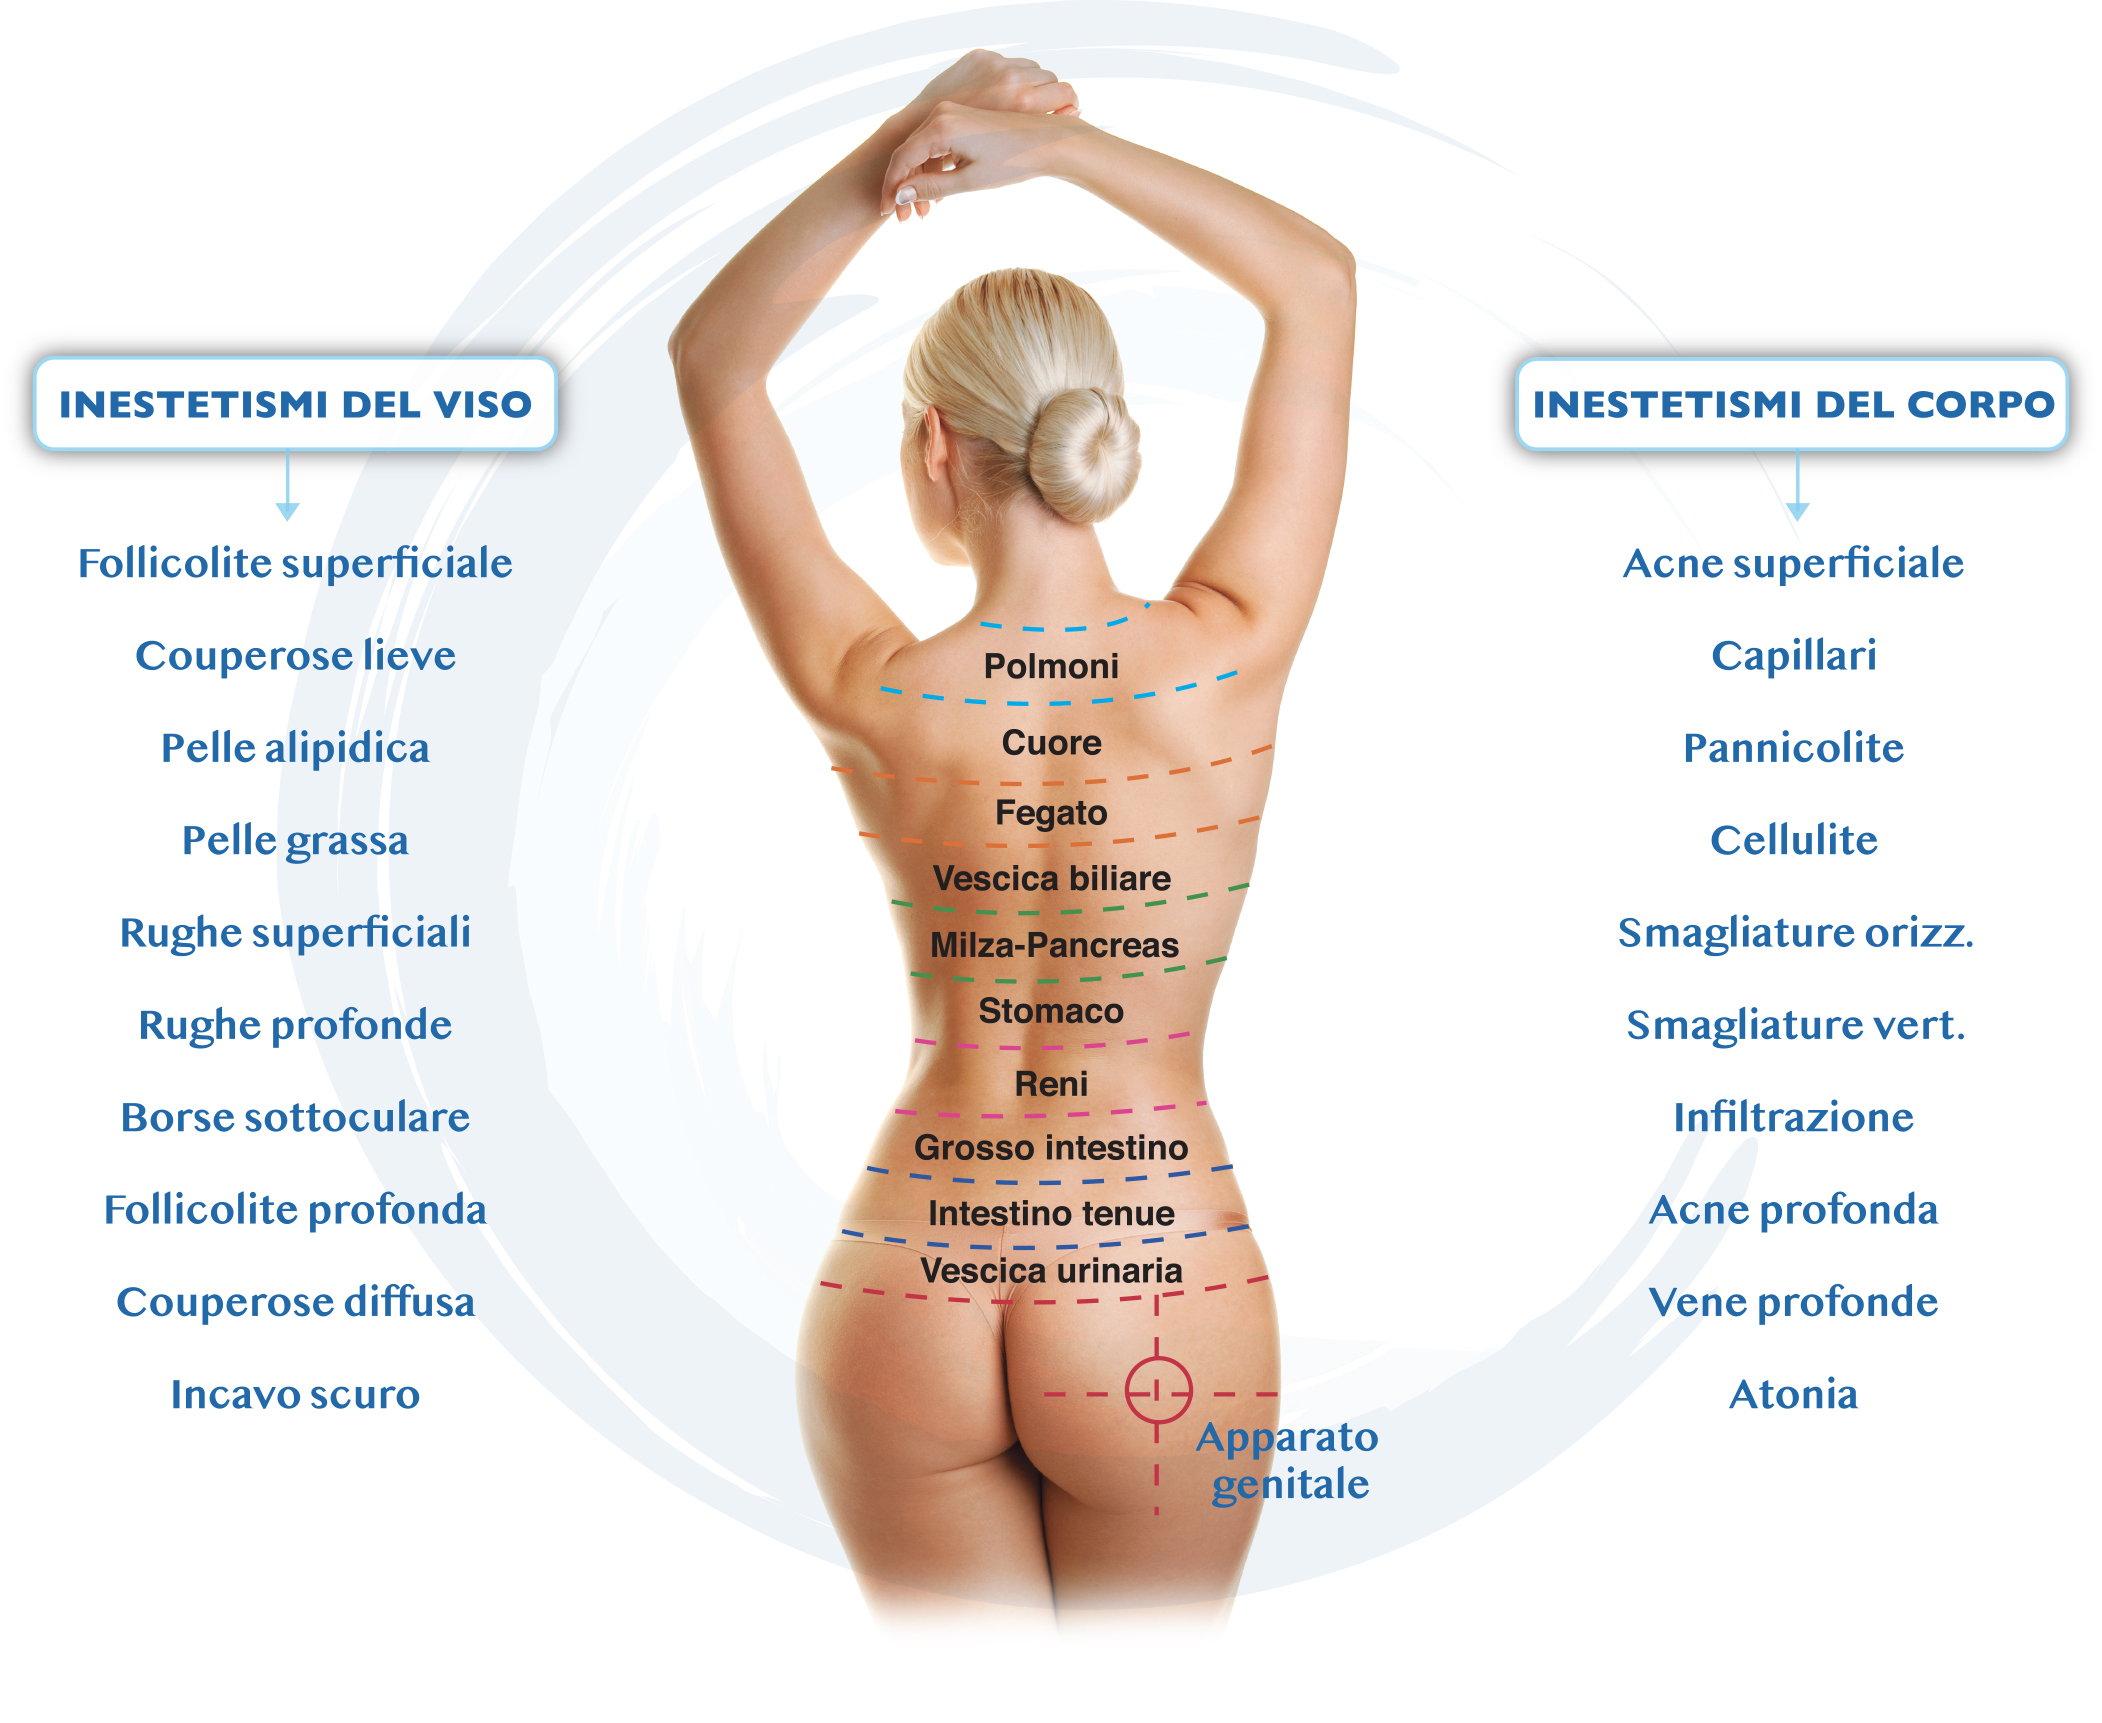 INESTETISMI DEL VISO
Follicolite superficiale
Couperose lieve
Pelle alipidica
Pelle grassa
Rughe superficiali
Rughe profonde
Borse sottoculare
Follicolite profonda
Couperose diffusa
Incavo scuro
Polmoni
Cuore
Fegato
Vescica biliare
Milza-Pancreas
Stomaco
Reni
Grosso intestino
Intestino tenue
Vescica urinaria
Apparato
genitale
INESTETISMI DEL CORPO
Acne superficiale
Capillari
Pannicolite
Cellulite
Smagliature orizz.
Smagliature vert.
Infiltrazione
Acne profonda
Vene profonde
Atonia